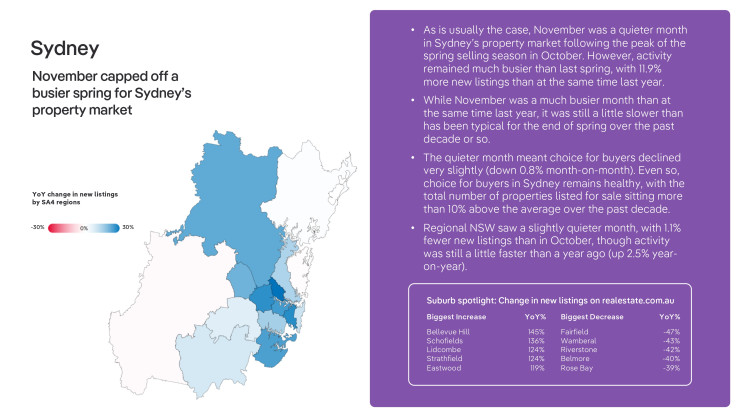 Sydney
November capped off a
busier spring for Sydney's
property market
YoY change in new listings
by SA4 regions
-30% 0% 30%
• As is usually the case, November was a quieter month
in Sydney's property market following the peak of the
spring selling season in October. However, activity
remained much busier than last spring, with 11.9%
more new listings than at the same time last year.
• While November was a much busier month than at
the same time last year, it was still a little slower than
has been typical for the end of spring over the past
decade or so.
• The quieter month meant choice for buyers declined
very slightly (down 0.8% month-on-month). Even so,
choice for buyers in Sydney remains healthy, with the
total number of properties listed for sale sitting more
than 10% above the average over the past decade.
• Regional NSW saw a slightly quieter month, with 1.1%
fewer new listings than in October, though activity
was still a little faster than a year ago (up 2.5% year-
on-year).
Suburb spotlight: Change in new listings on realestate.com.au
Biggest Increase YoY% Biggest Decrease YoY%
Bellevue Hill 145% Fairfield -47%
Schofields 136% Wamberal -43%
Lidcombe 124% Riverstone -42%
Strathfield 124% Belmore -40%
Eastwood 119% Rose Bay -39%